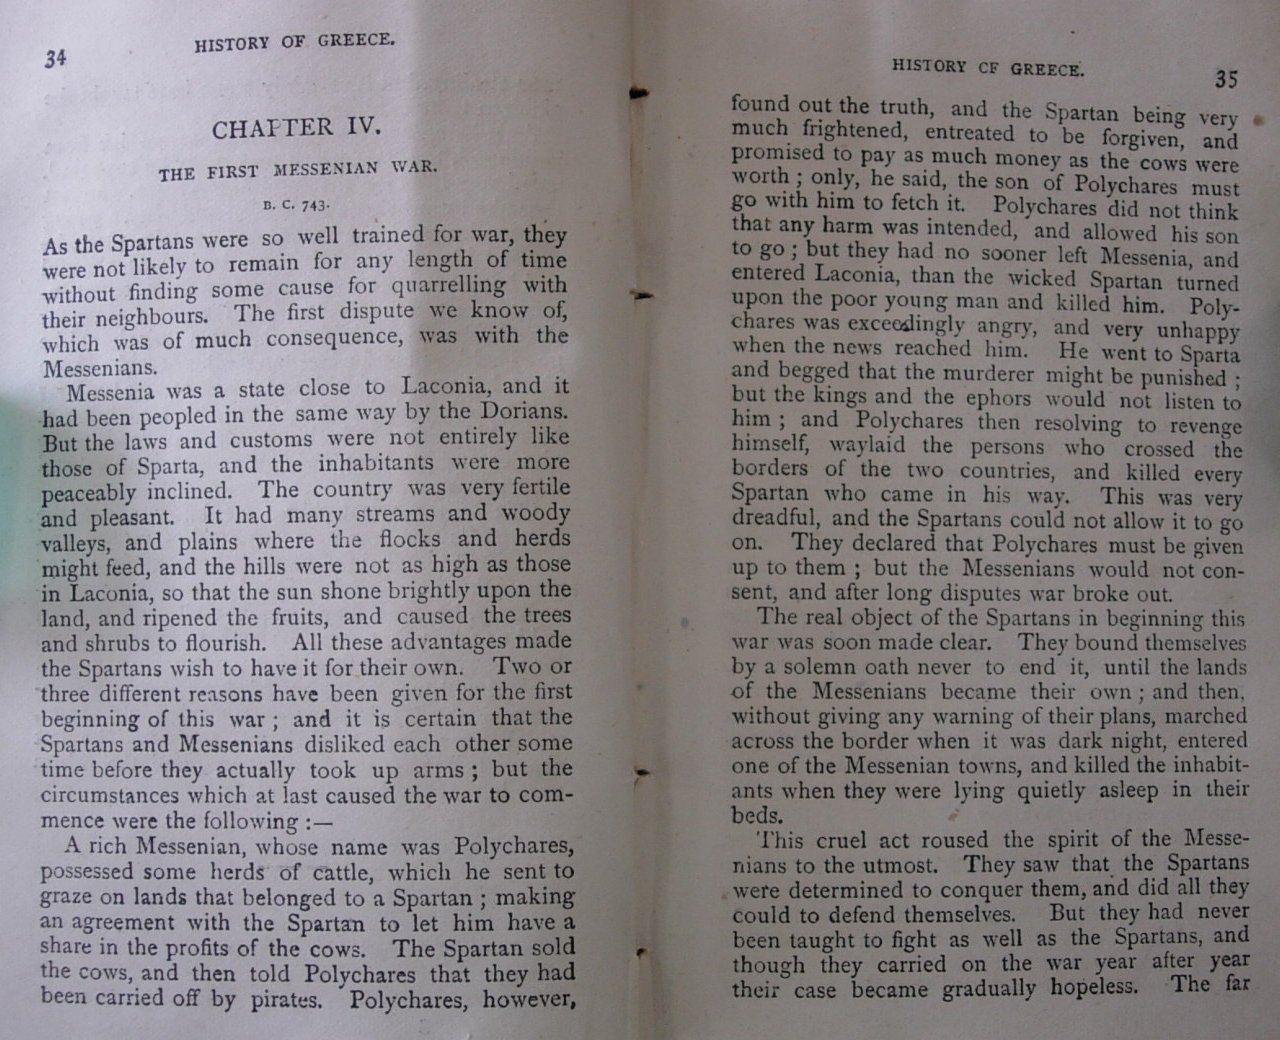 34
HISTORY OF GREECE.
CHAPTER IV.
THE FIRST MESSENIAN WAR.
B. C. 743.
As the Spartans were so well trained for war, they
were not likely to remain for any length of time
without finding some cause for quarrelling with
their neighbours. The first dispute we know of,
which was of much consequence, was with the
Messenians.
Messenia was a state close to Laconia, and it
had been peopled in the same way by the Dorians.
But the laws and customs were not entirely like
those of Sparta, and the inhabitants were more
peaceably inclined. The country was very fertile
and pleasant. It had many streams and woody
valleys, and plains where the flocks and herds
might feed, and the hills were not as high as those
in Laconia, so that the sun shone brightly upon the
land, and ripened the fruits, and caused the trees
and shrubs to flourish. All these advantages made
the Spartans wish to have it for their own. Two or
three different reasons have been given for the first
beginning of this war ; and it is certain that the
Spartans and Messenians disliked each other some
time before they actually took up arms ; but the
circumstances which at last caused the war to com-
mence were the following :—
A rich Messenian, whose name was Polychares,
possessed some herds of cattle, which he sent to
graze on lands that belonged to a Spartan ; making
an agreement with the Spartan to let him have a
share in the profits of the cows. The Spartan sold
the cows, and then told Polychares that they had
been carried off by pirates. Polychares, however,
HISTORY CF GREECE.
35
found out the truth, and the Spartan being very
much frightened, entreated to be forgiven, and
promised to pay as much money as the cows were
worth ; only, he said, the son of Polychares must
go with him to fetch it. Polychares did not think
that any harm was intended, and allowed his son
to go ; but they had no sooner left Messenia, and
entered Laconia, than the wicked Spartan turned
upon the poor young man and killed him. Poly-
chares was exceedingly angry, and very unhappy
when the news reached him. He went to Sparta
and begged that the murderer might be punished ;
but the kings and the ephors would not listen to
him ; and Polychares then resolving to revenge
himself, waylaid the persons who crossed the
borders of the two countries, and killed every
Spartan who came in his way. This was very
dreadful, and the Spartans could not allow it to go
on. They declared that Polychares must be given
up to them ; but the Messenians would not con-
sent, and after long disputes war broke out.
The real object of the Spartans in beginning this
war was soon made clear. They bound themselves
by a solemn oath never to end it, until the lands
of the Messenians became their own ; and then,
without giving any warning of their plans, marched
across the border when it was dark night, entered
one of the Messenian towns, and killed the inhabit-
ants when they were lying quietly asleep in their
beds.
This cruel act roused the spirit of the Messe-
nians to the utmost. They saw that the Spartans
were determined to conquer them, and did all they
could to defend themselves. But they had never
been taught to fight as well as the Spartans, and
though they carried on the war year after year
their case became gradually hopeless. The far